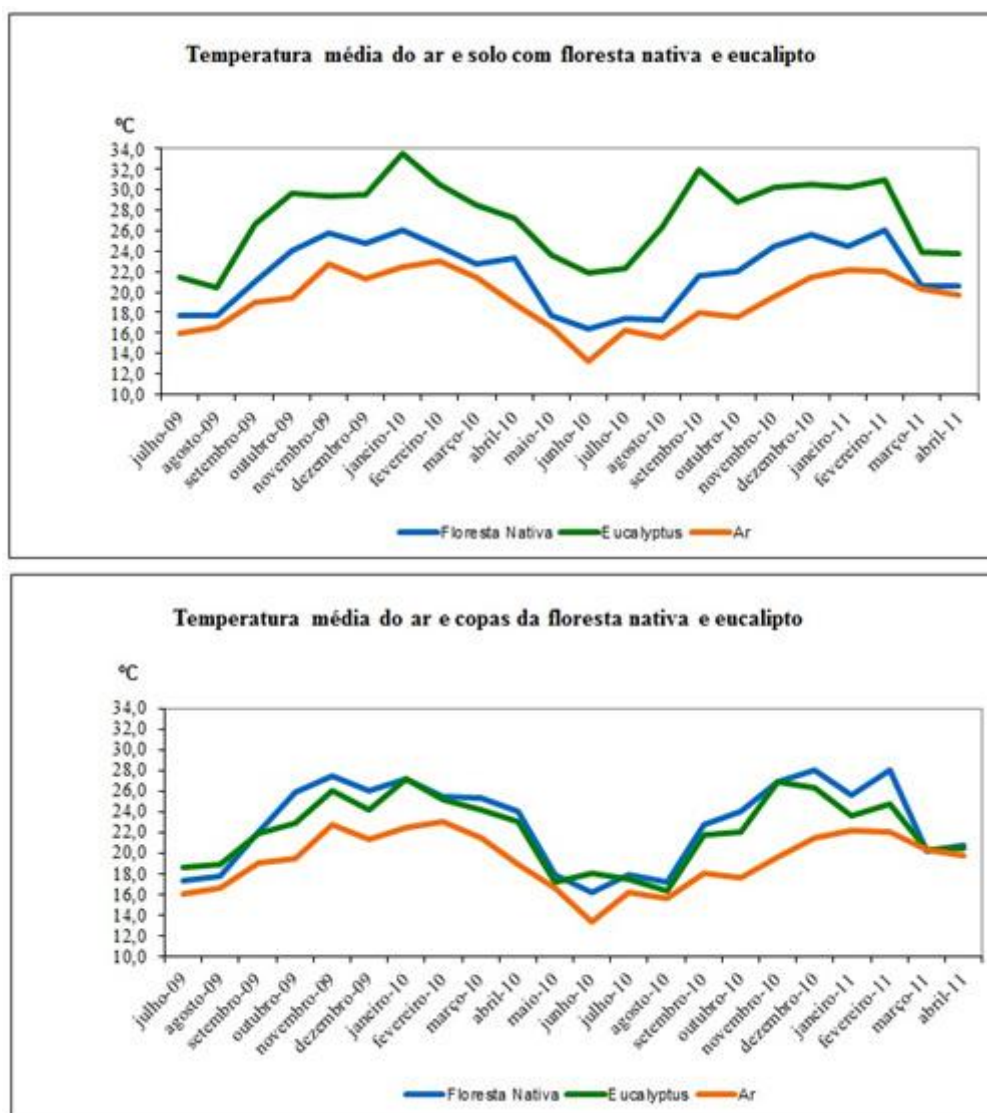 Temperatura média do ar e solo com floresta nativa e eucalipto
ºC
34,0
32,0
30,0
28,0
26,0
24,0
22,0
20,0
18,0
16,0
14,0
12,0
10,0
julho-09
agosto-09
setembro-09
outubro-09
novembro-09
dezembro-09
janeiro-10
fevereiro-10
março-10
abril-10
maio-10
junho-10
julho-10
agosto-10
setembro-10
outubro-10
novembro-10
dezembro-10
janeiro-11
fevereiro-11
março-11
abril-11
Floresta Nativa Eucalyptus Ar
Temperatura média do ar e copas da floresta nativa e eucalipto
ºC
34,0
32,0
30,0
28,0
26,0
24,0
22,0
20,0
18,0
16,0
14,0
12,0
10,0
julho-09
agosto-09
setembro-09
outubro-09
novembro-09
dezembro-09
janeiro-10
fevereiro-10
março-10
abril-10
maio-10
junho-10
julho-10
agosto-10
setembro-10
outubro-10
novembro-10
dezembro-10
janeiro-11
fevereiro-11
março-11
abril-11
Floresta Nativa Eucalyptus Ar